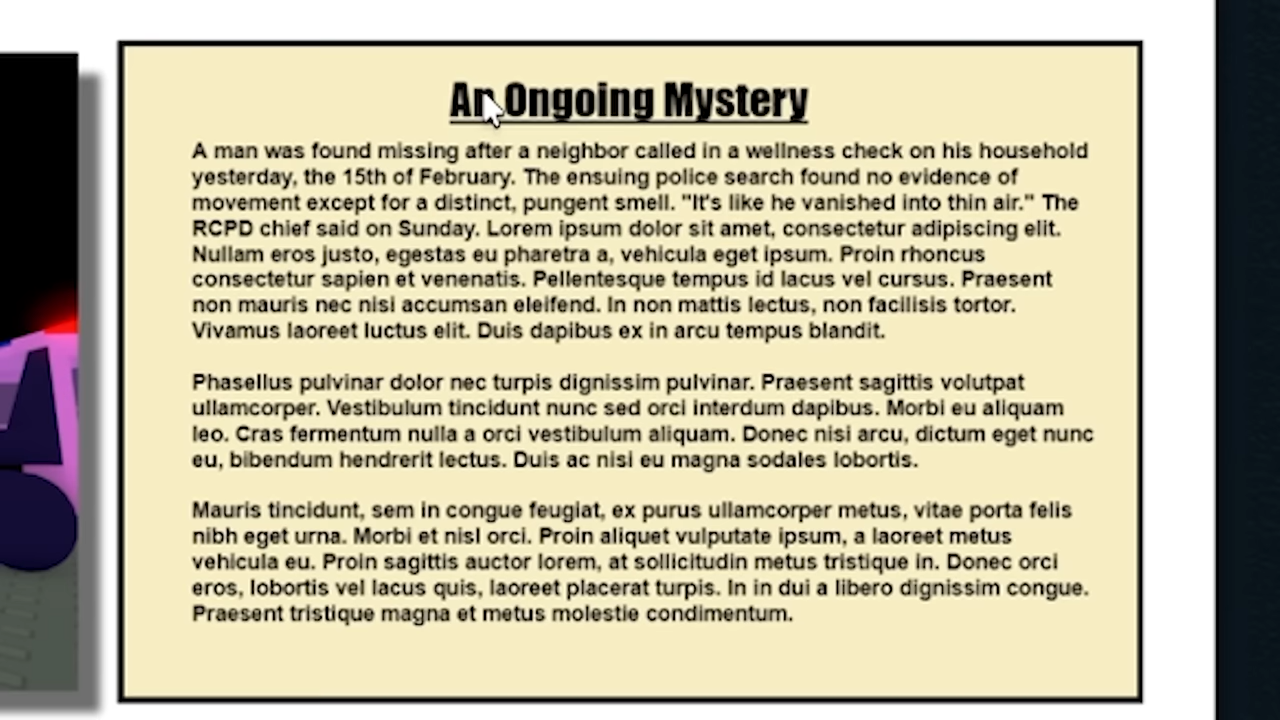 An Ongoing Mystery
A man was found missing after a neighbor called in a wellness check on his household
yesterday, the 15th of February. The ensuing police search found no evidence of
movement except for a distinct, pungent smell. "It's like he vanished into thin air." The
RCPD chief said on Sunday. Lorem ipsum dolor sit amet, consectetur adipiscing elit.
Nullam eros justo, egestas eu pharetra a, vehicula eget ipsum. Proin rhoncus
consectetur sapien et venenatis. Pellentesque tempus id lacus vel cursus. Praesent
non mauris nec nisi accumsan eleifend. In non mattis lectus, non facilisis tortor.
Vivamus laoreet luctus elit. Duis dapibus ex in arcu tempus blandit.
Phasellus pulvinar dolor nec turpis dignissim pulvinar. Praesent sagittis volutpat
ullamcorper. Vestibulum tincidunt nunc sed orci interdum dapibus. Morbi eu aliquam
leo. Cras fermentum nulla a orci vestibulum aliquam. Donec nisi arcu, dictum eget nunc
eu, bibendum hendrerit lectus. Duis ac nisi eu magna sodales lobortis.
Mauris tincidunt, sem in congue feugiat, ex purus ullamcorper metus, vitae porta felis
nibh eget urna. Morbi et nisl orci. Proin aliquet vulputate ipsum, a laoreet metus
vehicula eu. Proin sagittis auctor lorem, at sollicitudin metus tristique in. Donec orci
eros, lobortis vel lacus quis, laoreet placerat turpis. In in dui a libero dignissim congue.
Praesent tristique magna et metus molestie condimentum.